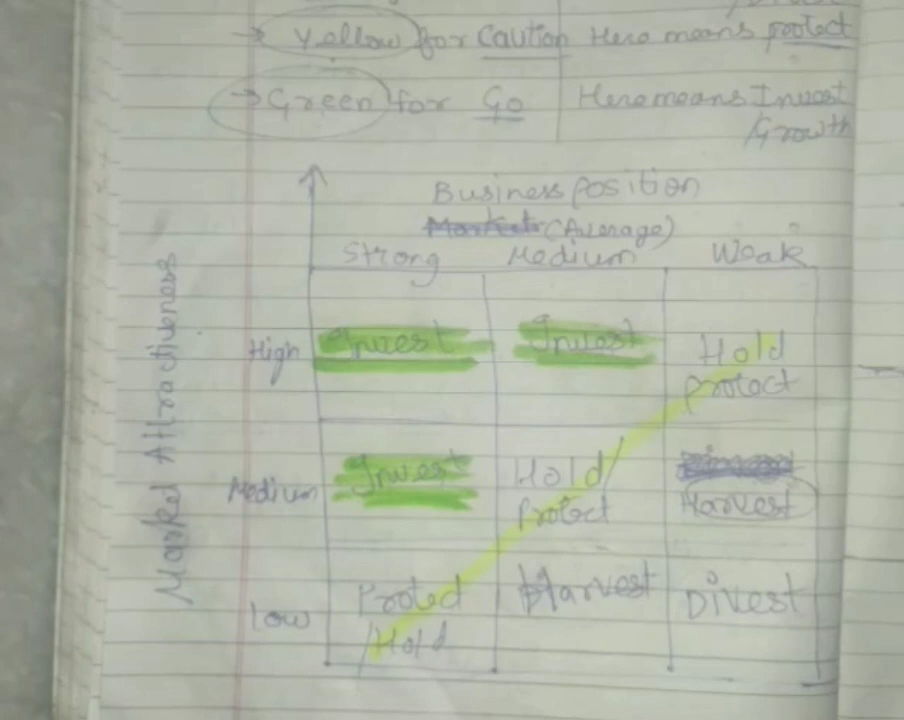 → Yellow for Caution Here means protect
→ Green for Go Here means Invest
/Growth
Business Position
Market (Average)
Strong Medium Weak
Market Attractiveness
High Invest Invest Hold
Protect
Medium Invest Hold/
Protect Harvest
Low Protect Harvest Divest
/Hold